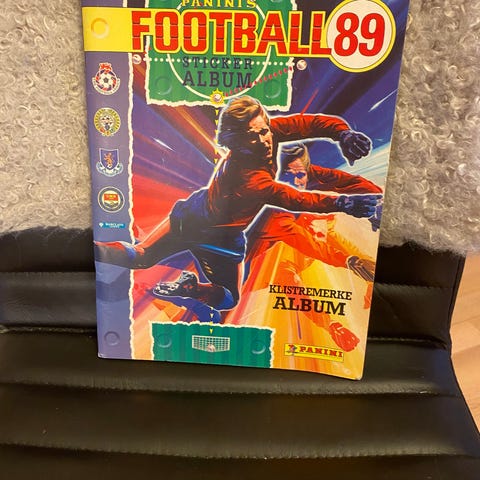 PANINI'S
FOOTBALL 89
STICKER
ALBUM
KLISTREMERKE
ALBUM
PANINI